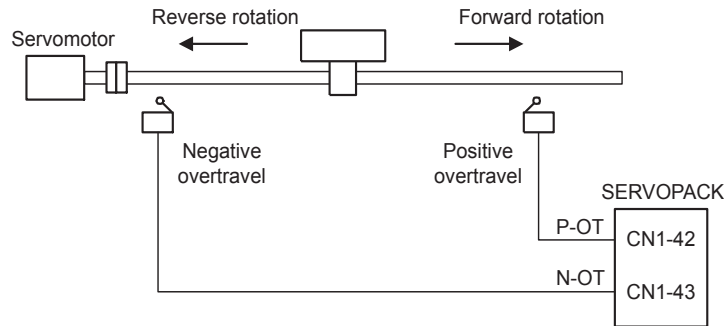 Reverse rotation
Forward rotation
Servomotor
Negative
overtravel
Positive
overtravel
SERVOPACK
P-OT
CN1-42
N-OT
CN1-43